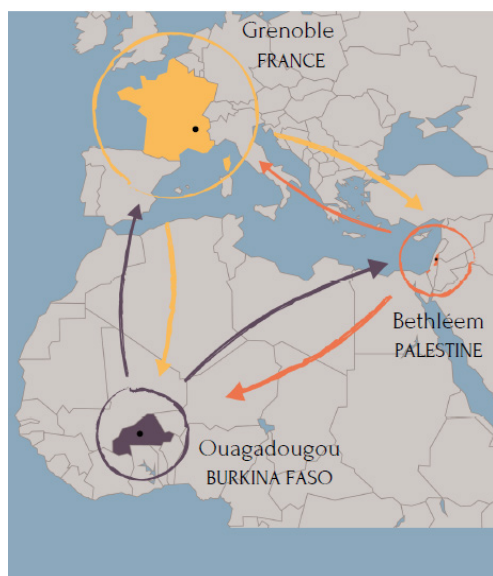 Grenoble
FRANCE
Bethléem
PALESTINE
Ouagadougou
BURKINA FASO